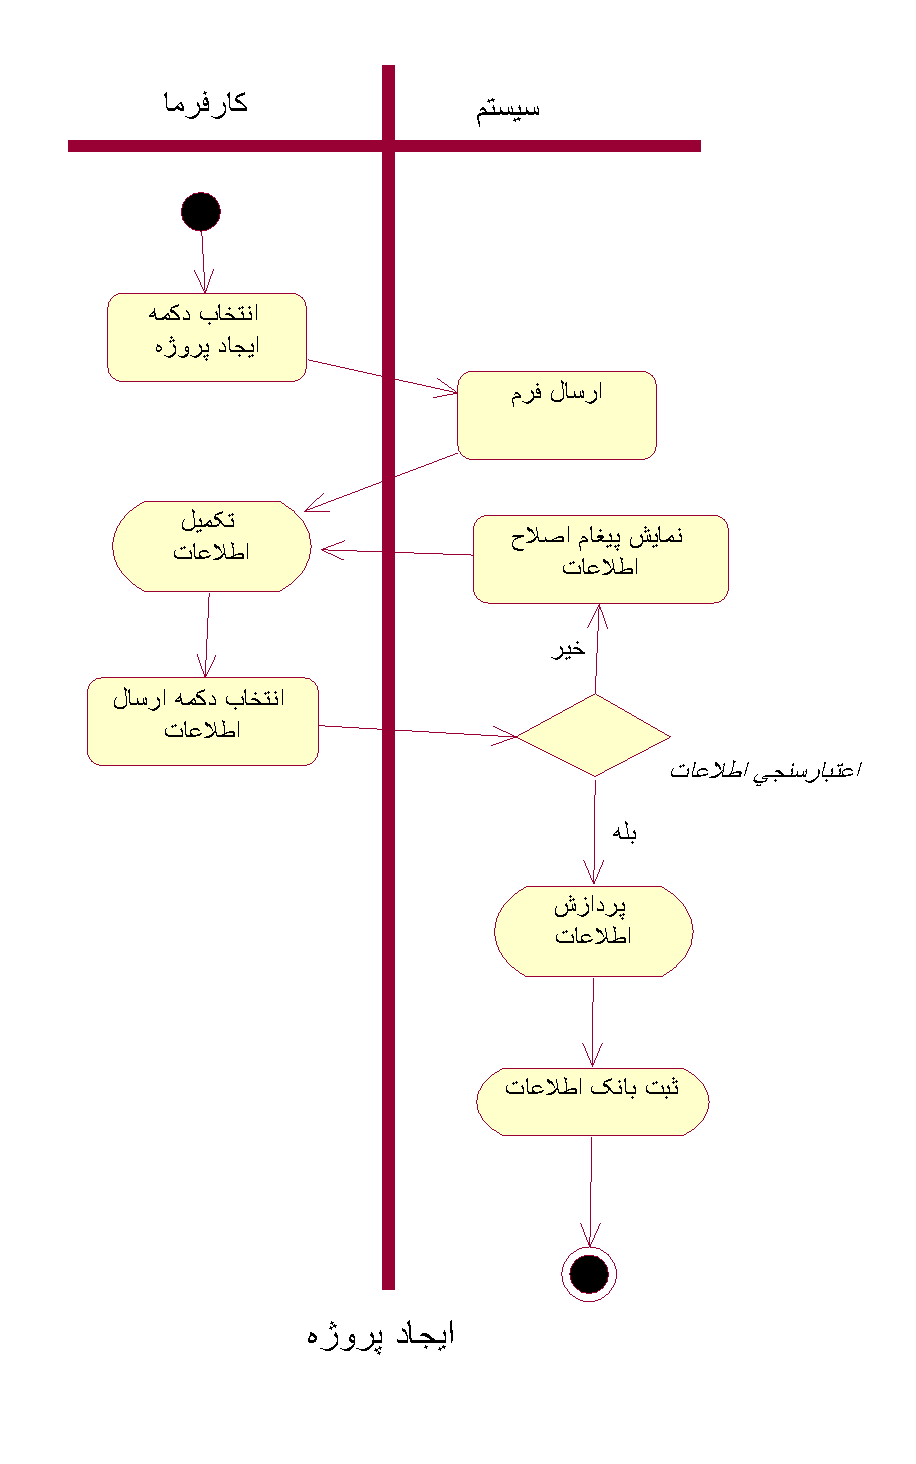 کارفرما
سیستم
انتخاب دکمه
ایجاد پروژه
ارسال فرم
تکمیل
اطلاعات
نمایش پیغام اصلاح
اطلاعات
خیر
انتخاب دکمه ارسال
اطلاعات
اعتبارسنجي اطلاعات
بله
پردازش
اطلاعات
ثبت بانک اطلاعات
ایجاد پروژه